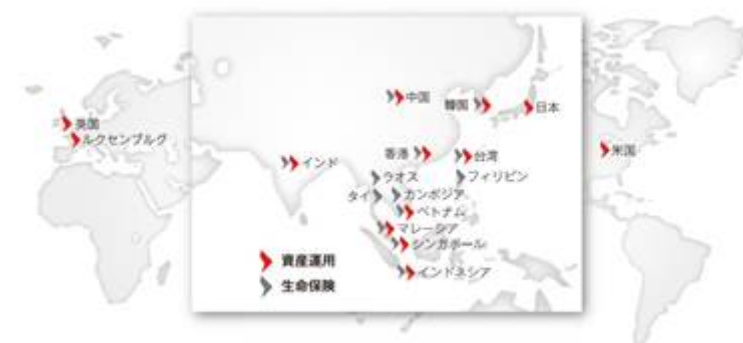 中国
韓国
日本
英国
ルクセンブルグ
香港
台湾
米国
インド
ラオス
フィリピン
タイ
カンボジア
ベトナム
マレーシア
シンガポール
資産運用
インドネシア
生命保険